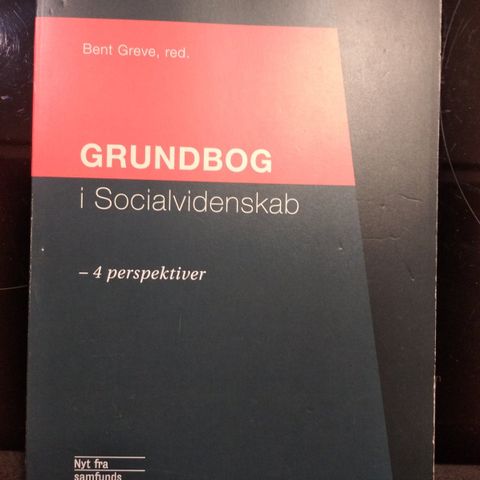 Bent Greve, red.
GRUNDBOG
i Socialvidenskab
– 4 perspektiver
Nyt fra
samfunds